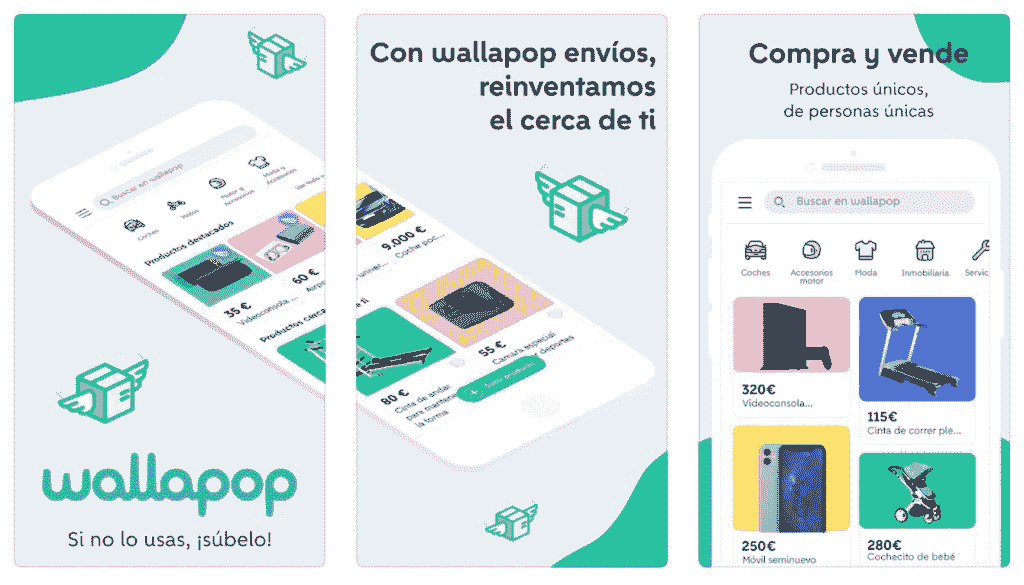 Buscar en wallapop
Coches
Motos
Motor y
Accesorios
Moda y
Accesorios
Ver todo
Productos destacados
35 €
Videoconsola...
60 €
Productos cerca
wallapop
Si no lo usas, ¡súbelo!
Con wallapop envíos,
reinventamos
el cerca de ti
9.000 €
Coche poc...
univer...
de ti
55 €
Cámara especial
deportes
80 €
Cinta de andar
para mantene
la forma
+ Subir producto
Compra y vende
Productos únicos,
de personas únicas
Buscar en wallapop
Coches
Accesorios
motor
Moda
Inmobiliaria
Servic
320€
Videoconsola...
115€
Cinta de correr ple...
250€
Móvil seminuevo
280€
Cochecito de bebé